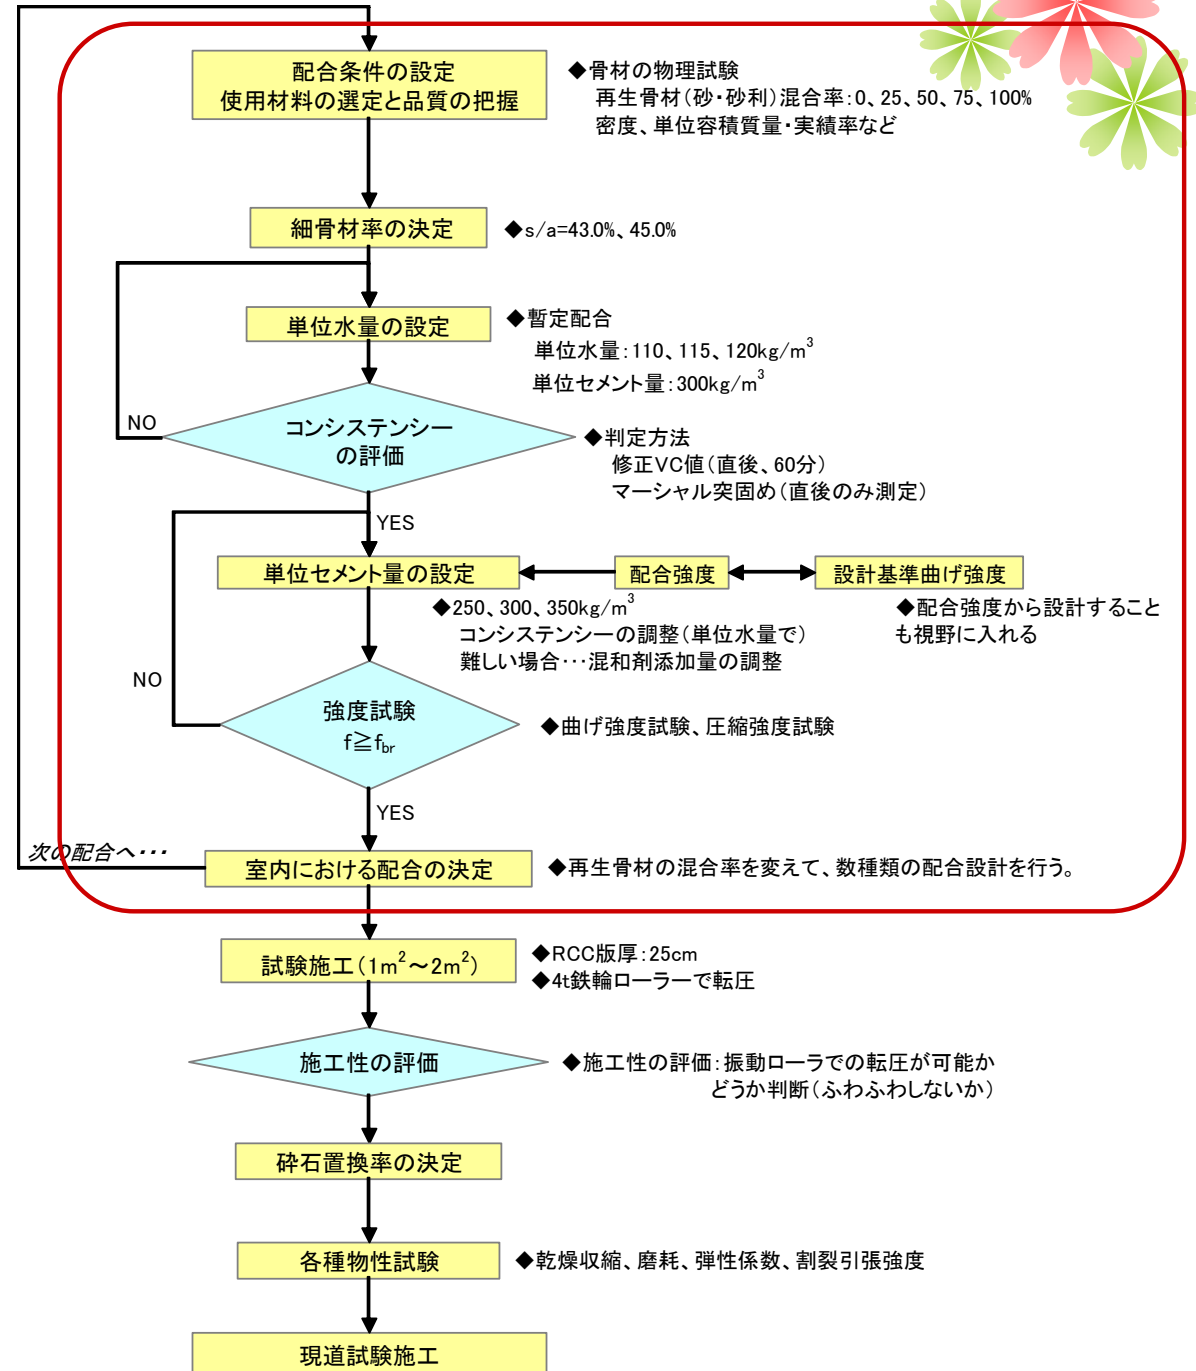 配合条件の設定
使用材料の選定と品質の把握
◆骨材の物理試験
再生骨材(砂・砂利)混合率:0、25、50、75、100%
密度、単位容積質量・実績率など
細骨材率の決定
◆s/a=43.0%、45.0%
単位水量の設定
◆暫定配合
単位水量:110、115、120kg/m³
単位セメント量:300kg/m³
コンシステンシー
の評価
NO
◆判定方法
修正VC値(直後、60分)
マーシャル突固め(直後のみ測定)
YES
単位セメント量の設定
配合強度
設計基準曲げ強度
◆250、300、350kg/m³
コンシステンシーの調整(単位水量で)
難しい場合・・・混和剤添加量の調整
◆配合強度から設計すること
も視野に入れる
NO
強度試験
f≧fbr
◆曲げ強度試験、圧縮強度試験
YES
次の配合へ・・・
室内における配合の決定
◆再生骨材の混合率を変えて、数種類の配合設計を行う。
試験施工(1m²～2m²)
◆RCC版厚:25cm
◆4t鉄輪ローラーで転圧
施工性の評価
◆施工性の評価:振動ローラでの転圧が可能か
どうか判断(ふわふわしないか)
砕石置換率の決定
各種物性試験
◆乾燥収縮、磨耗、弾性係数、割裂引張強度
現道試験施工